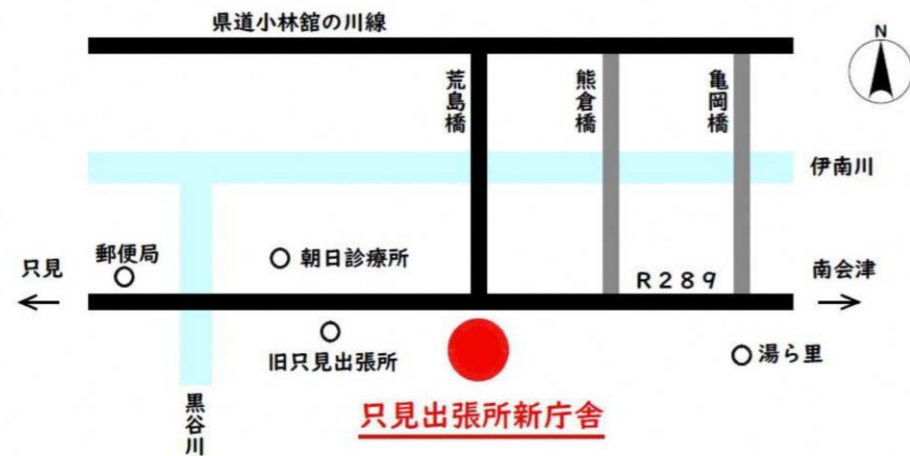 県道小林舘の川線
N
荒島橋
熊倉橋
亀岡橋
伊南川
郵便局
朝日診療所
只見
R289
南会津
旧只見出張所
湯ら里
只見出張所新庁舎
黒谷川